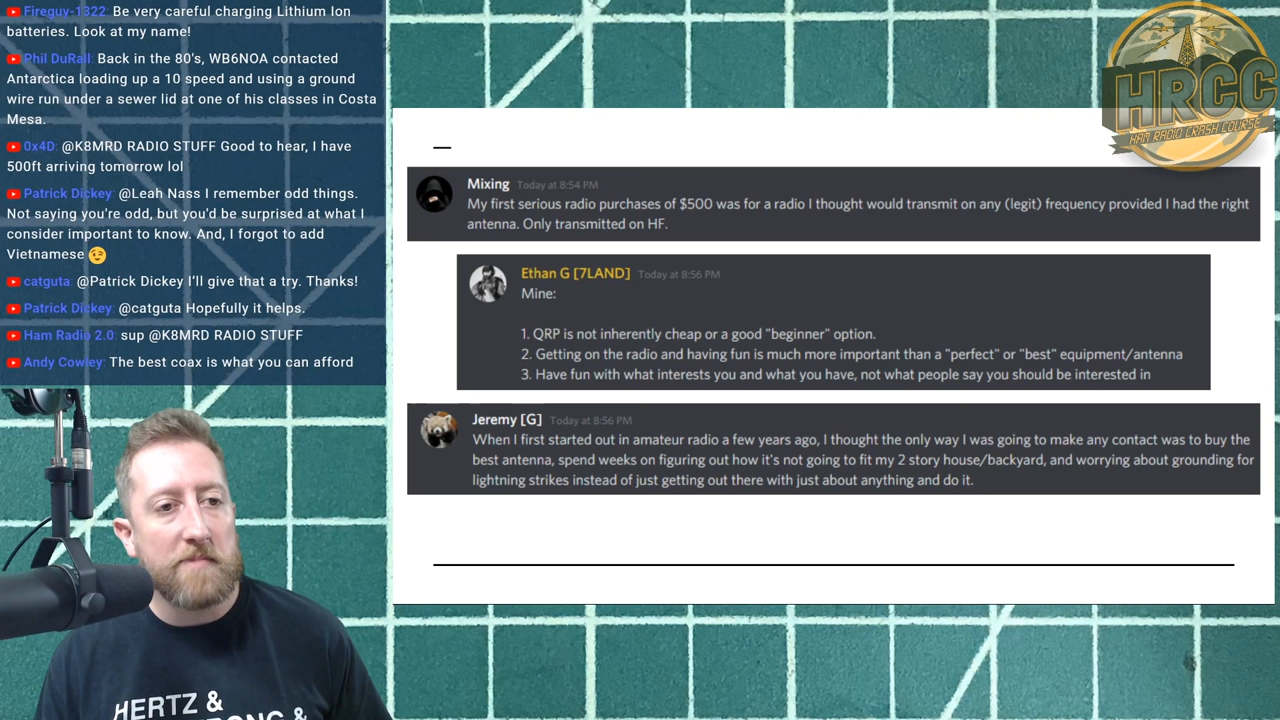 Fireguy-1322: Be very careful charging Lithium Ion
batteries. Look at my name!
Phil DuRall: Back in the 80's, WB6NOA contacted
Antarctica loading up a 10 speed and using a ground
wire run under a sewer lid at one of his classes in Costa
Mesa.
0x4D: @K8MRD RADIO STUFF Good to hear, I have
500ft arriving tomorrow lol
Patrick Dickey: @Leah Nass I remember odd things.
Not saying you're odd, but you'd be surprised at what I
consider important to know. And, I forgot to add
Vietnamese 😉
catguta: @Patrick Dickey I'll give that a try. Thanks!
Patrick Dickey: @catguta Hopefully it helps.
Ham Radio 2.0: sup @K8MRD RADIO STUFF
Andy Cowley: The best coax is what you can afford
HRCC
HAM RADIO CRASH COURSE
Mixing Today at 8:54 PM
My first serious radio purchases of $500 was for a radio I thought would transmit on any (legit) frequency provided I had the right
antenna. Only transmitted on HF.
Ethan G [7LAND] Today at 8:56 PM
Mine:
1. QRP is not inherently cheap or a good "beginner" option.
2. Getting on the radio and having fun is much more important than a "perfect" or "best" equipment/antenna
3. Have fun with what interests you and what you have, not what people say you should be interested in
Jeremy [G] Today at 8:56 PM
When I first started out in amateur radio a few years ago, I thought the only way I was going to make any contact was to buy the
best antenna, spend weeks on figuring out how it's not going to fit my 2 story house/backyard, and worrying about grounding for
lightning strikes instead of just getting out there with just about anything and do it.
HERTZ &